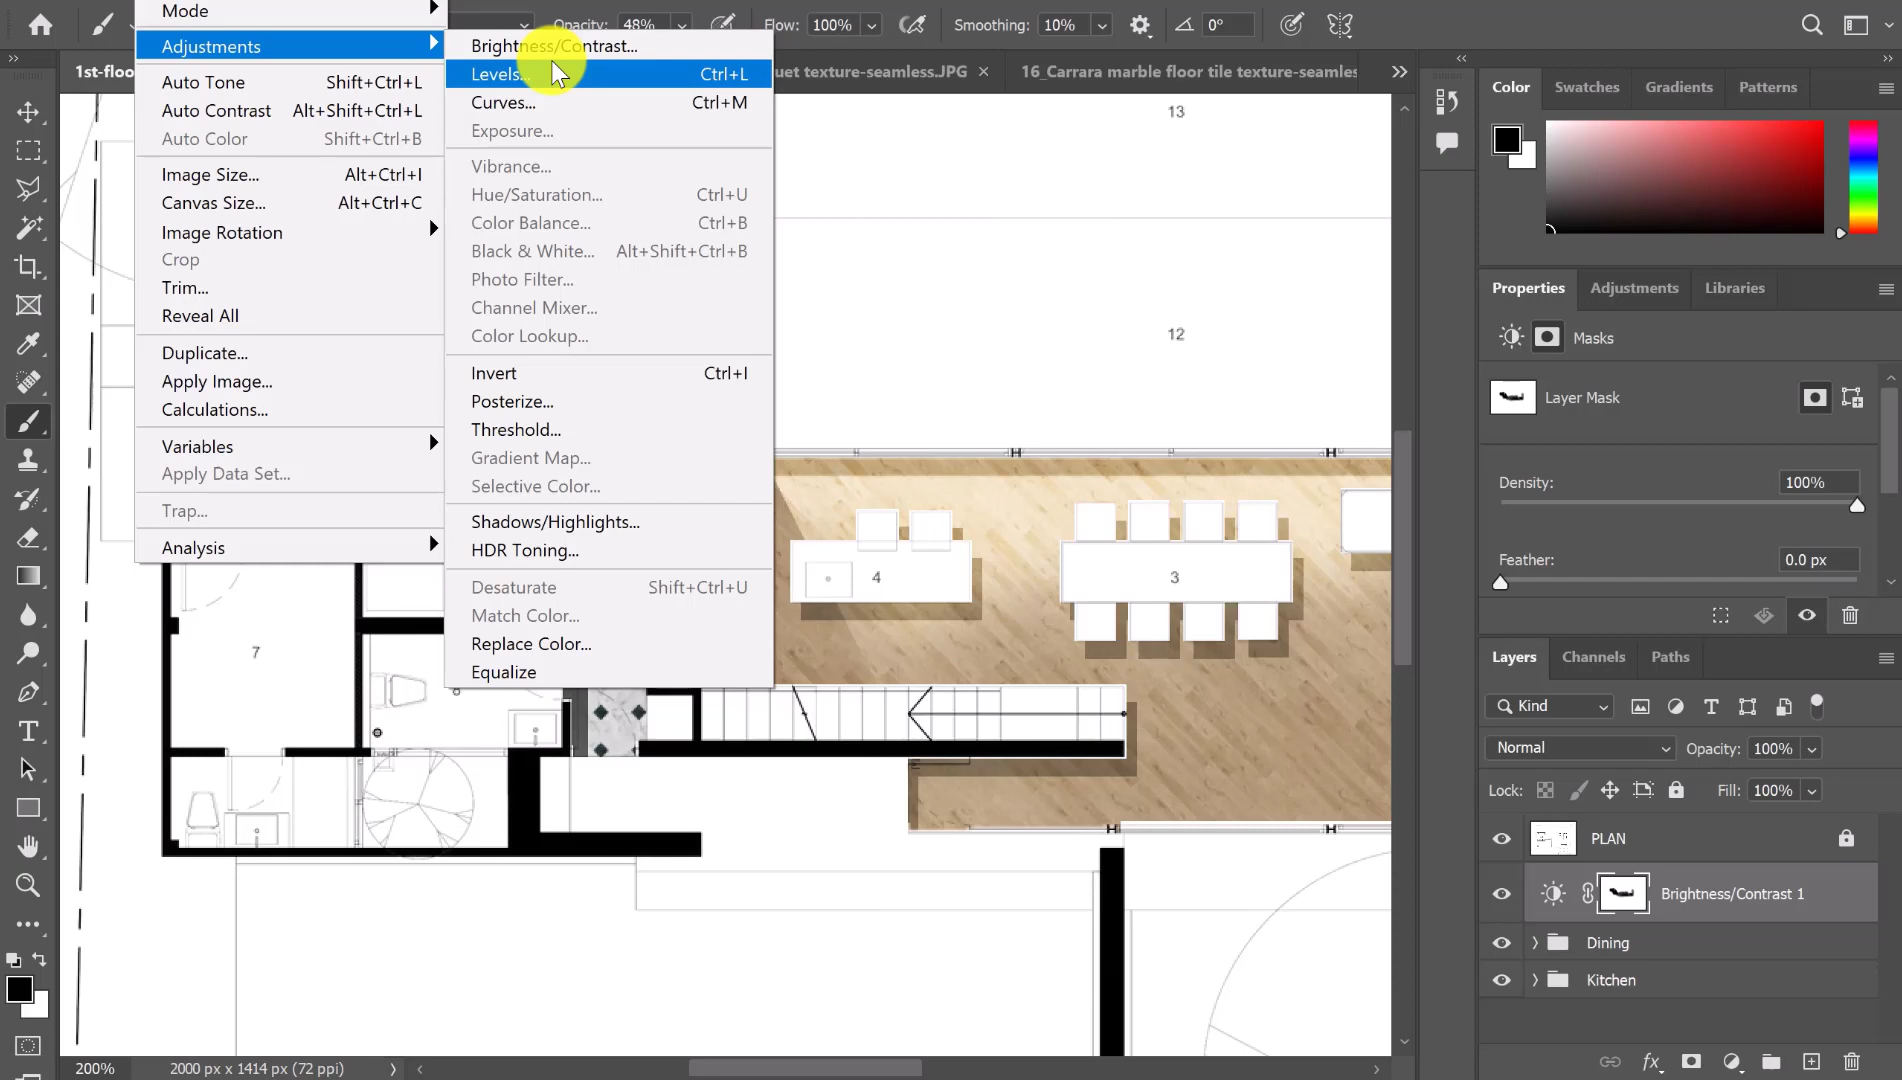 Mode
Opacity: 48%
Flow: 100%
Smoothing: 10%
0°
Adjustments
Brightness/Contrast...
Levels... Ctrl+L
Curves... Ctrl+M
Exposure...
Vibrance...
Hue/Saturation... Ctrl+U
Color Balance... Ctrl+B
Black & White... Alt+Shift+Ctrl+B
Photo Filter...
Channel Mixer...
Color Lookup...
Invert Ctrl+I
Posterize...
Threshold...
Gradient Map...
Selective Color...
Shadows/Highlights...
HDR Toning...
Desaturate Shift+Ctrl+U
Match Color...
Replace Color...
Equalize
Auto Tone Shift+Ctrl+L
Auto Contrast Alt+Shift+Ctrl+L
Auto Color Shift+Ctrl+B
Image Size... Alt+Ctrl+I
Canvas Size... Alt+Ctrl+C
Image Rotation
Crop
Trim...
Reveal All
Duplicate...
Apply Image...
Calculations...
Variables
Apply Data Set...
Trap...
Analysis
1st-floo
uet texture-seamless.JPG
16_Carrara marble floor tile texture-seamles
13
12
4
3
7
200%
2000 px x 1414 px (72 ppi)
Color
Swatches
Gradients
Patterns
Properties
Adjustments
Libraries
Masks
Layer Mask
Density: 100%
Feather: 0.0 px
Layers
Channels
Paths
Kind
Normal
Opacity: 100%
Lock:
Fill: 100%
PLAN
Brightness/Contrast 1
Dining
Kitchen